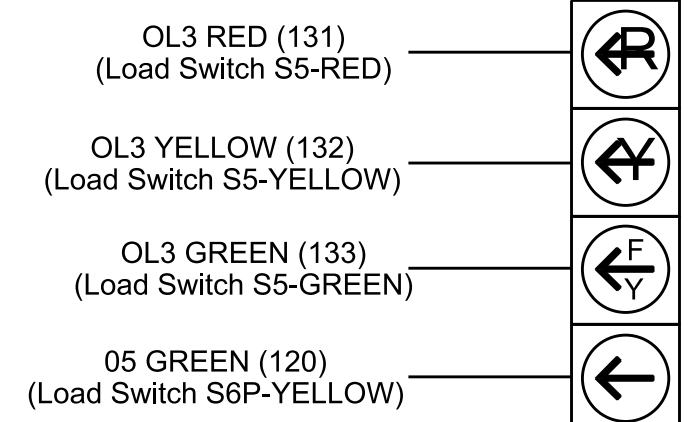 OL3 RED (131)
(Load Switch S5-RED)
R
OL3 YELLOW (132)
(Load Switch S5-YELLOW)
Y
OL3 GREEN (133)
(Load Switch S5-GREEN)
F
Y
05 GREEN (120)
(Load Switch S6P-YELLOW)